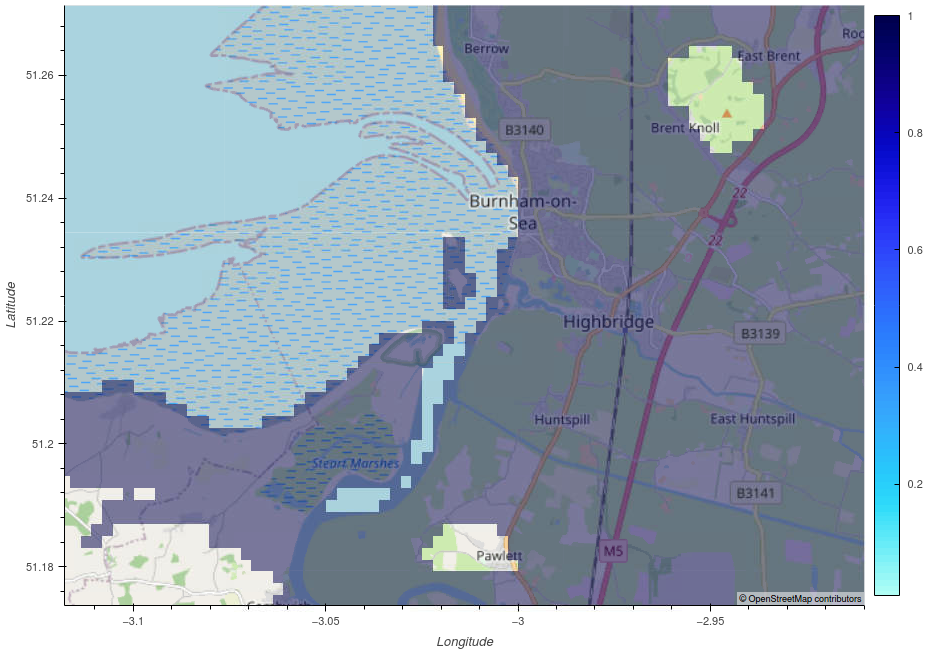 Berrow
East Brent
Roc
B3140
Brent Knoll
22
Burnham-on-
Sea
22
Highbridge
B3139
Huntspill
East Huntspill
Steart Marshes
B3141
Pawlett
M5
© OpenStreetMap contributors
51.26
51.24
51.22
51.2
51.18
Latitude
−3.1
−3.05
−3
−2.95
Longitude
1
0.8
0.6
0.4
0.2